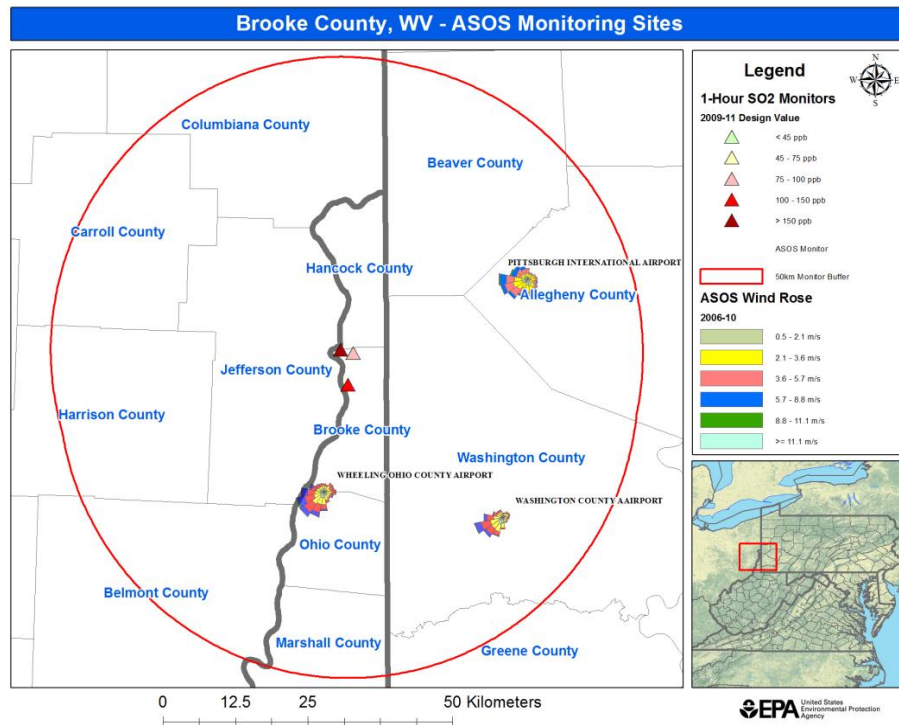 Brooke County, WV - ASOS Monitoring Sites
Columbiana County
Beaver County
Carroll County
Hancock County
PITTSBURGH INTERNATIONAL AIRPORT
Allegheny County
Jefferson County
Harrison County
Brooke County
Washington County
WHEELING OHIO COUNTY AIRPORT
WASHINGTON COUNTY AAIRPORT
Ohio County
Belmont County
Marshall County
Greene County
0 12.5 25 50 Kilometers
Legend
N
W E
S
1-Hour SO2 Monitors
2009-11 Design Value
< 45 ppb
45 - 75 ppb
75 - 100 ppb
100 - 150 ppb
> 150 ppb
ASOS Monitor
50km Monitor Buffer
ASOS Wind Rose
2006-10
0.5 - 2.1 m/s
2.1 - 3.6 m/s
3.6 - 5.7 m/s
5.7 - 8.8 m/s
8.8 - 11.1 m/s
>= 11.1 m/s
EPA United States
Environmental Protection
Agency